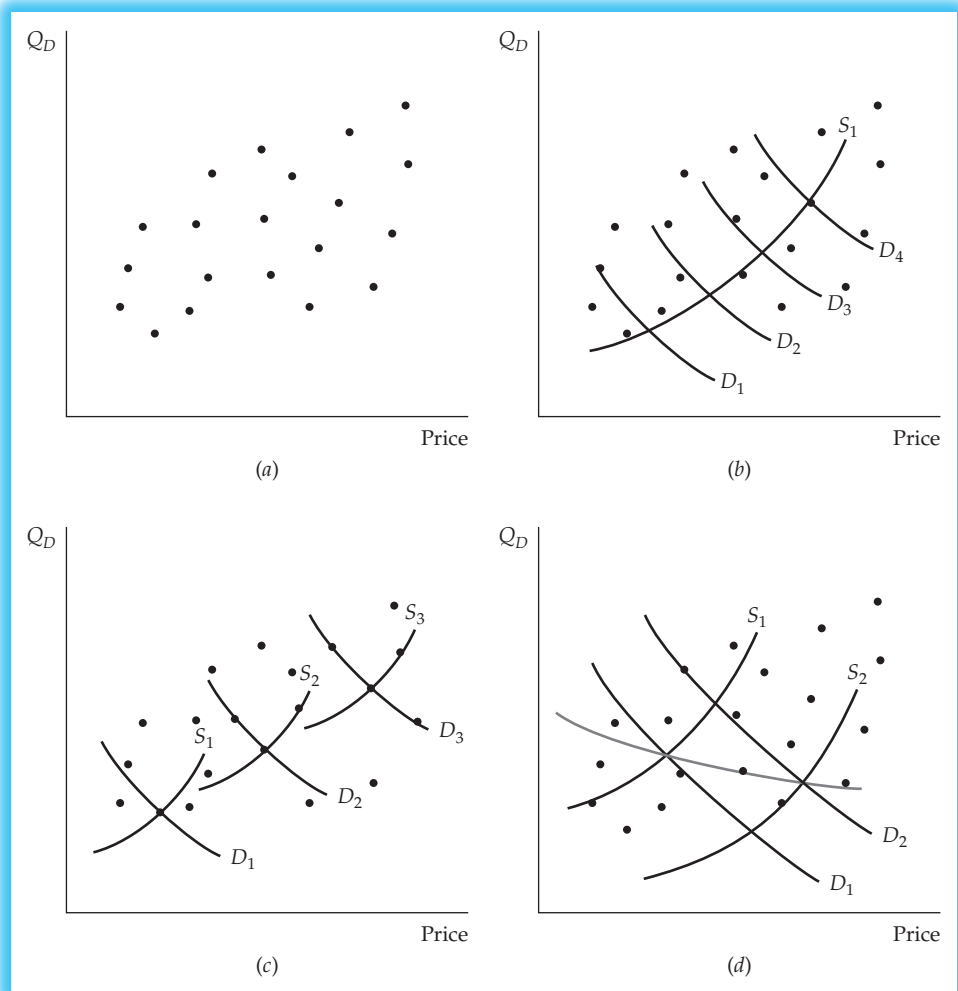 Q_D
Price
(a)
Q_D
S_1
D_4
D_3
D_2
D_1
Price
(b)
Q_D
S_3
S_2
D_3
S_1
D_2
D_1
Price
(c)
Q_D
S_1
S_2
D_2
D_1
Price
(d)